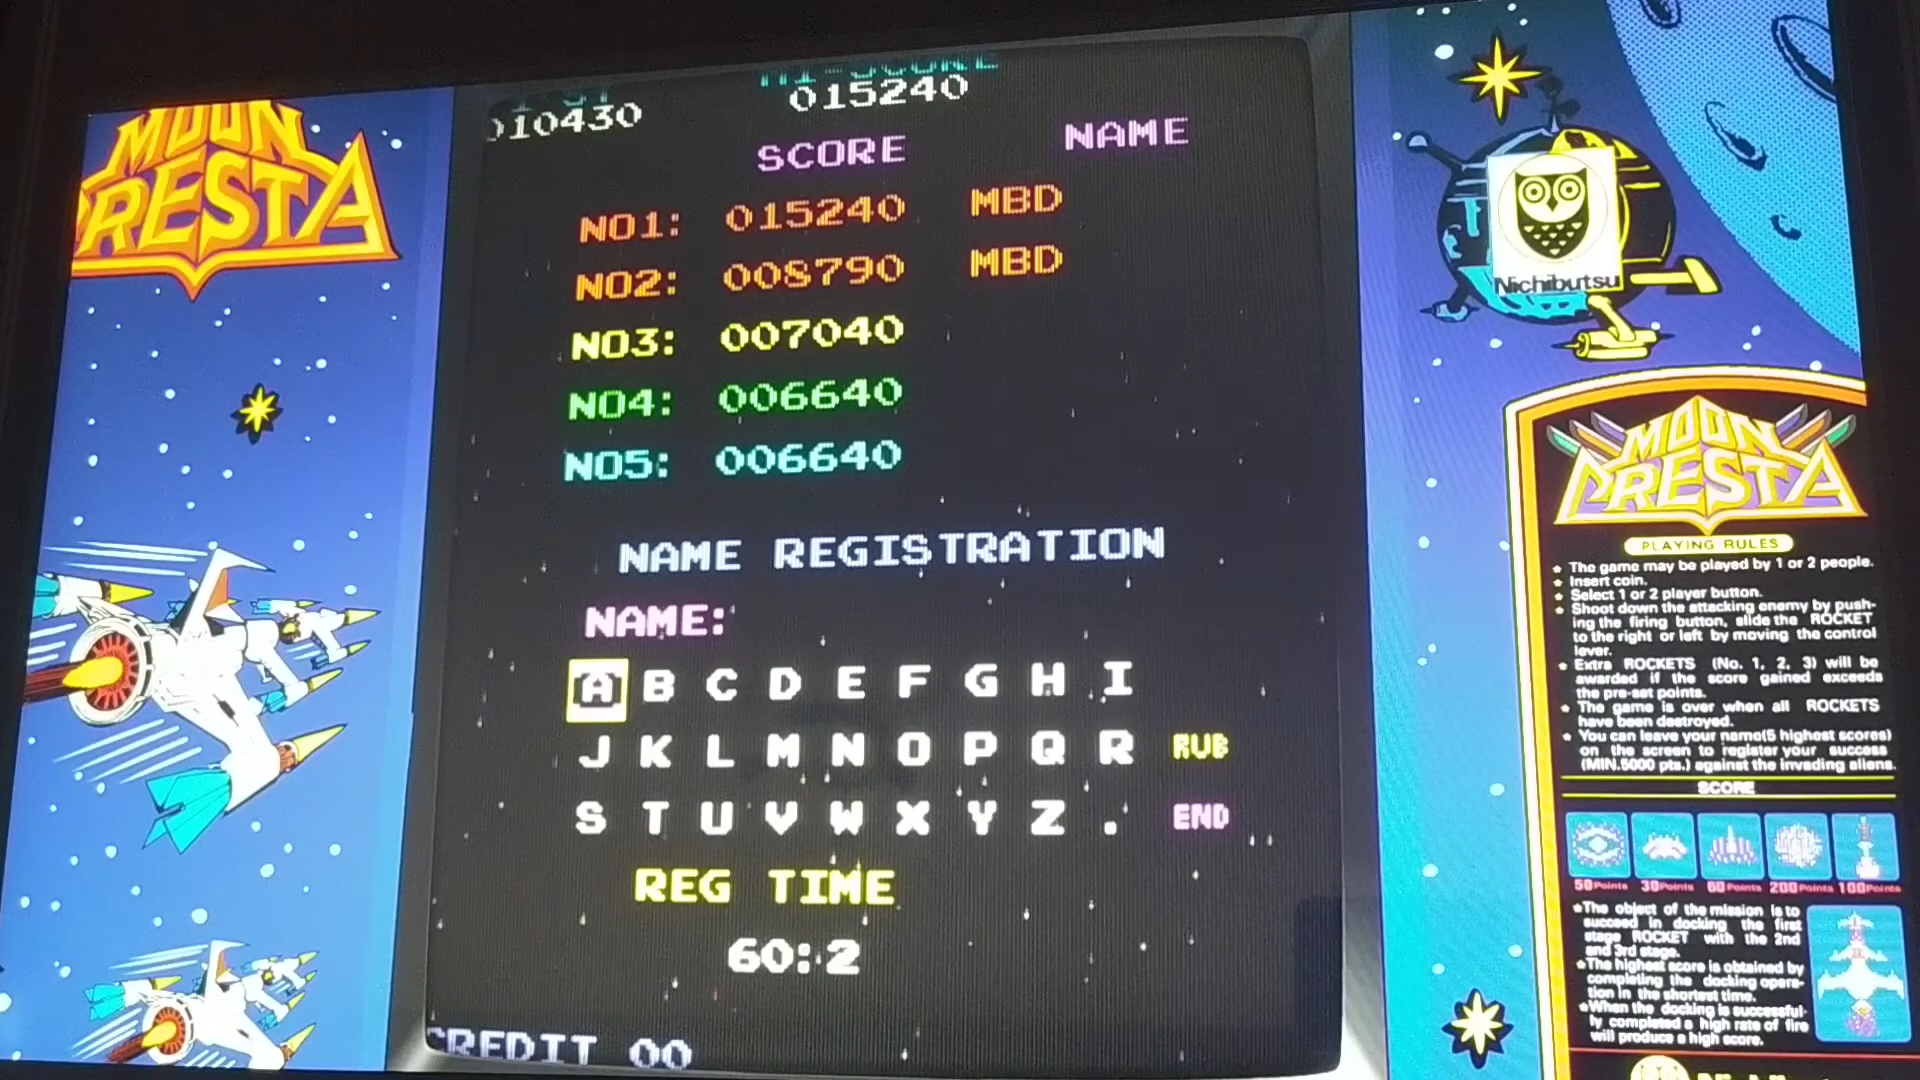 MOON
CRESTA
HI-SCORE
010430 015240
SCORE NAME
NO1: 015240 MBD
NO2: 008790 MBD
NO3: 007040
NO4: 006640
NO5: 006640
NAME REGISTRATION
NAME:
A B C D E F G H I
J K L M N O P Q R RUB
S T U V W X Y Z . END
REG TIME
60:2
CREDIT 00
Nichibutsu
MOON
CRESTA
PLAYING RULES
The game may be played by 1 or 2 people.
Insert coin.
Select 1 or 2 player button.
Shoot down the attacking enemy by push-
ing the firing button, slide the ROCKET
to the right or left by moving the control
lever.
Extra ROCKETS (No. 1, 2, 3) will be
awarded if the score gained exceeds
the pre-set points.
The game is over when all ROCKETS
have been destroyed.
You can leave your name(5 highest scores)
on the screen to register your success
(MIN.5000 pts.) against the invading aliens.
SCORE
50Points 30Points 60Points 200Points 100Points
The object of the mission is to
succeed in docking the first
stage ROCKET with the 2nd
and 3rd stage.
The highest score is obtained by
completing the docking opera-
tion in the shortest time.
When the docking is successful-
ly completed a high rate of fire
will produce a high score.